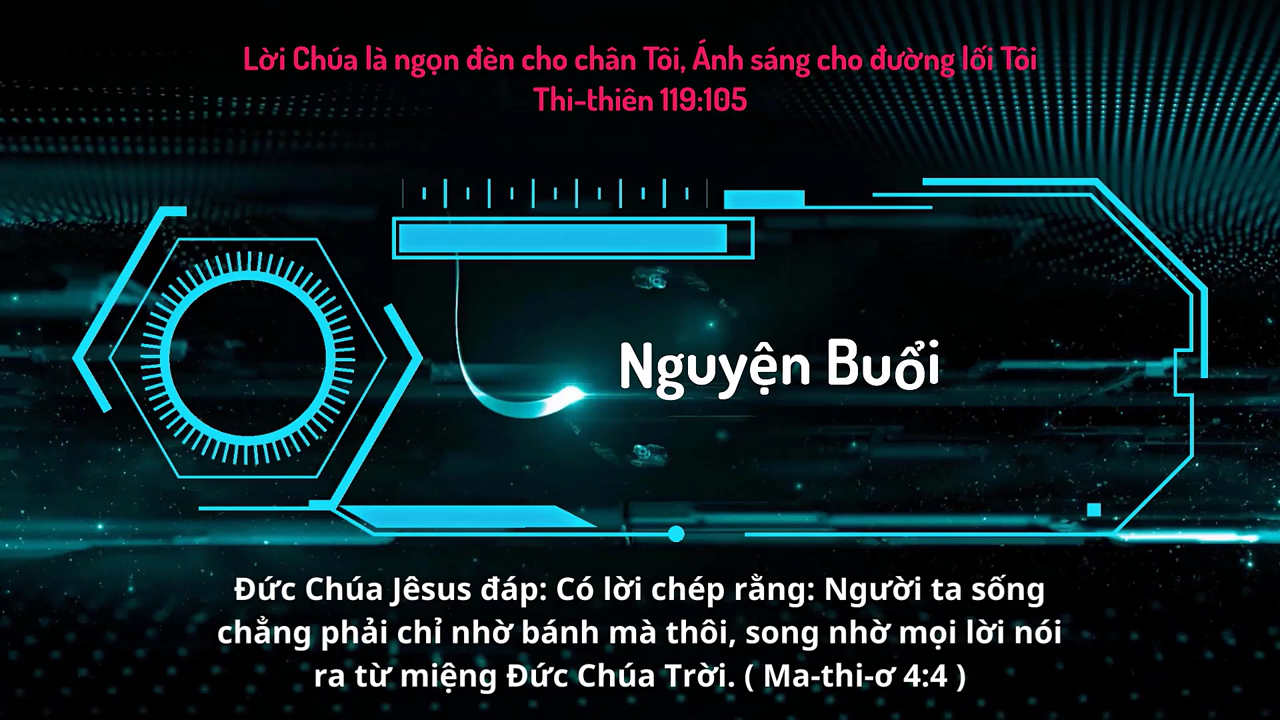 Lời Chúa là ngọn đèn cho chân Tôi, Ánh sáng cho đường lối Tôi
Thi-thiên 119:105
Nguyện Buổi
Đức Chúa Jêsus đáp: Có lời chép rằng: Người ta sống
chẳng phải chỉ nhờ bánh mà thôi, song nhờ mọi lời nói
ra từ miệng Đức Chúa Trời. ( Ma-thi-ơ 4:4 )